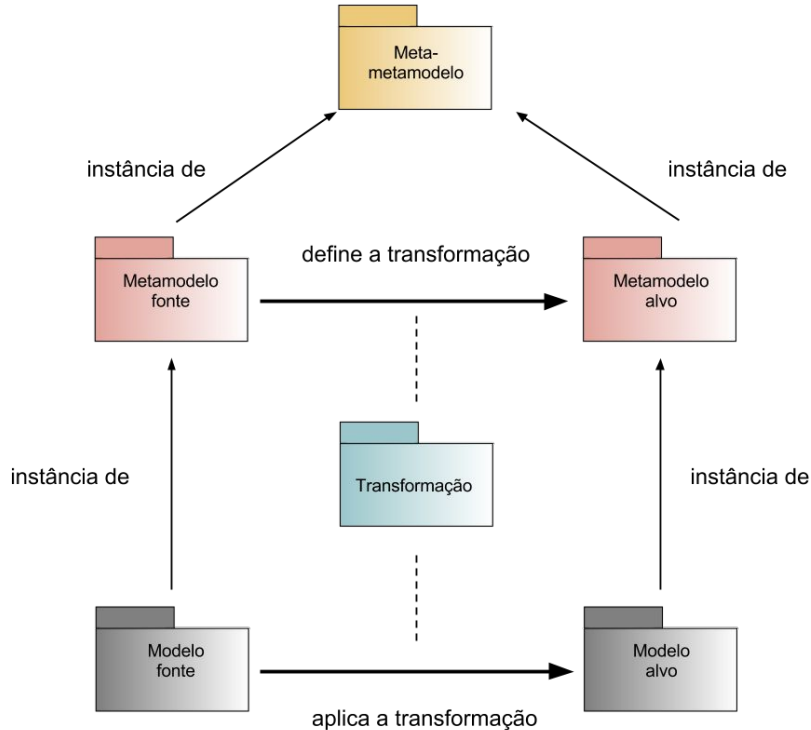 Meta-
metamodelo
instância de
instância de
define a transformação
Metamodelo
fonte
Metamodelo
alvo
Transformação
instância de
instância de
Modelo
fonte
Modelo
alvo
aplica a transformação